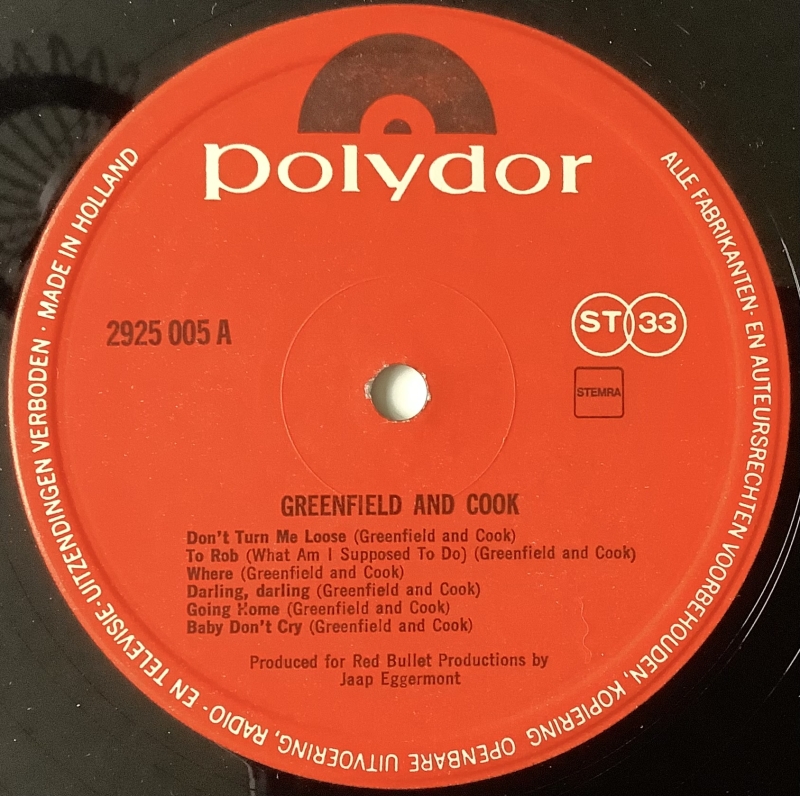 polydor
MADE IN HOLLAND
ALLE FABRIKANTEN- EN AUTEURSRECHTEN VOORBEHOUDEN, KOPIERING OPENBARE UITVOERING, RADIO- EN TELEVISIE-UITZENDINGEN VERBODEN ·
2925 005 A
ST 33
STEMRA
GREENFIELD AND COOK
Don't Turn Me Loose (Greenfield and Cook)
To Rob (What Am I Supposed To Do) (Greenfield and Cook)
Where (Greenfield and Cook)
Darling, darling (Greenfield and Cook)
Going Home (Greenfield and Cook)
Baby Don't Cry (Greenfield and Cook)
Produced for Red Bullet Productions by
Jaap Eggermont